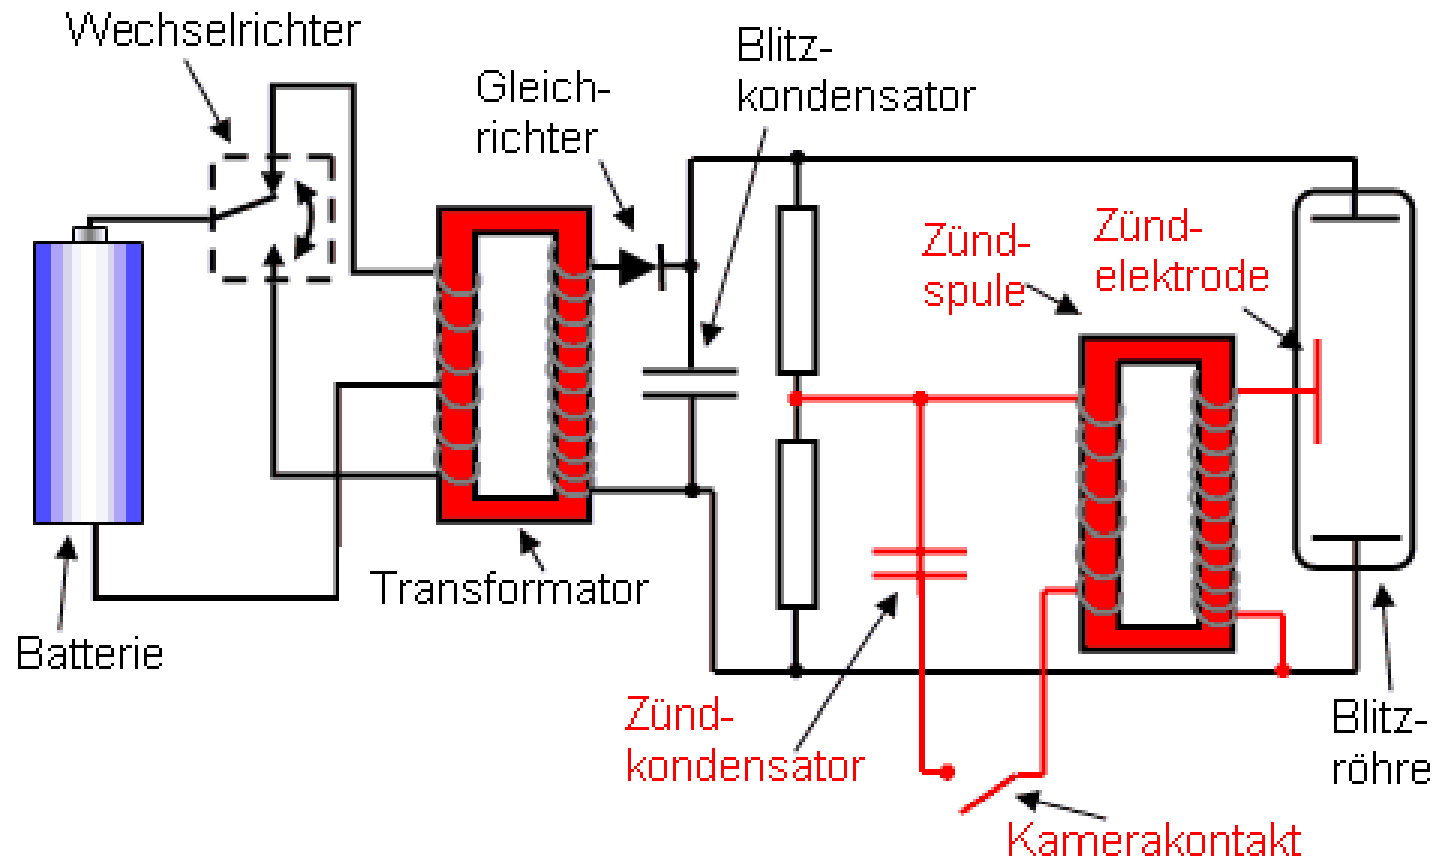 Wechselrichter
Gleich-
richter
Blitz-
kondensator
Zünd-
spule
Zünd-
elektrode
Transformator
Batterie
Zünd-
kondensator
Kamerakontakt
Blitz-
röhre